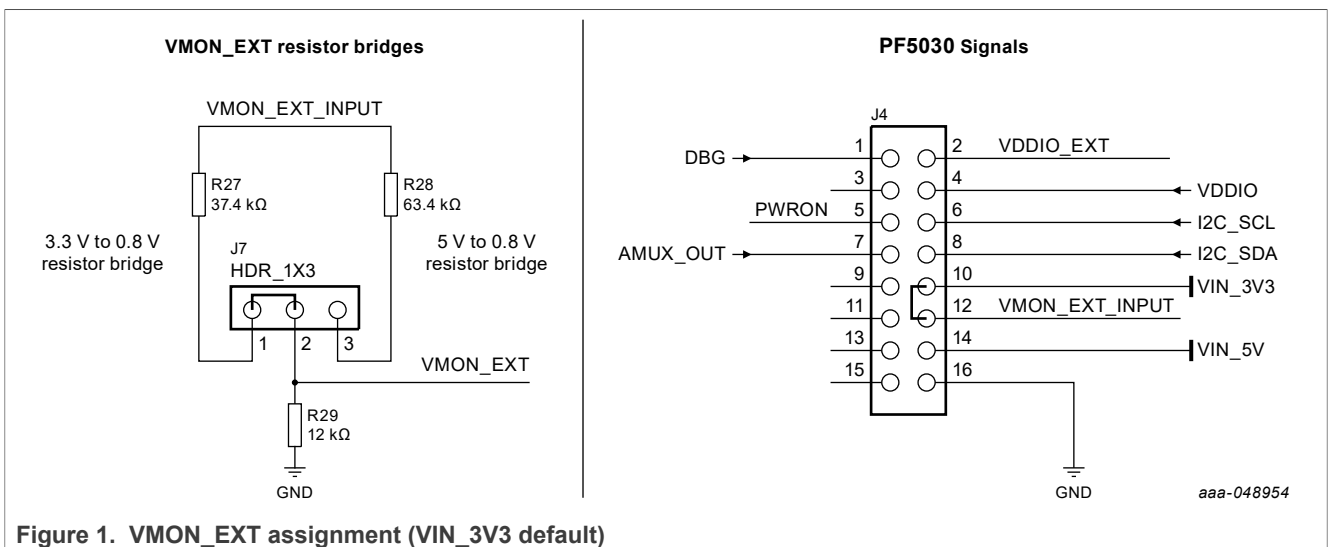 VMON_EXT resistor bridges
VMON_EXT_INPUT
R27
37.4 kΩ
R28
63.4 kΩ
3.3 V to 0.8 V
resistor bridge
5 V to 0.8 V
resistor bridge
J7
HDR_1X3
1
2
3
VMON_EXT
R29
12 kΩ
GND
PF5030 Signals
J4
DBG
1
2
VDDIO_EXT
3
4
VDDIO
PWRON
5
6
I2C_SCL
AMUX_OUT
7
8
I2C_SDA
9
10
VIN_3V3
11
12
VMON_EXT_INPUT
13
14
VIN_5V
15
16
GND
aaa-048954
Figure 1. VMON_EXT assignment (VIN_3V3 default)